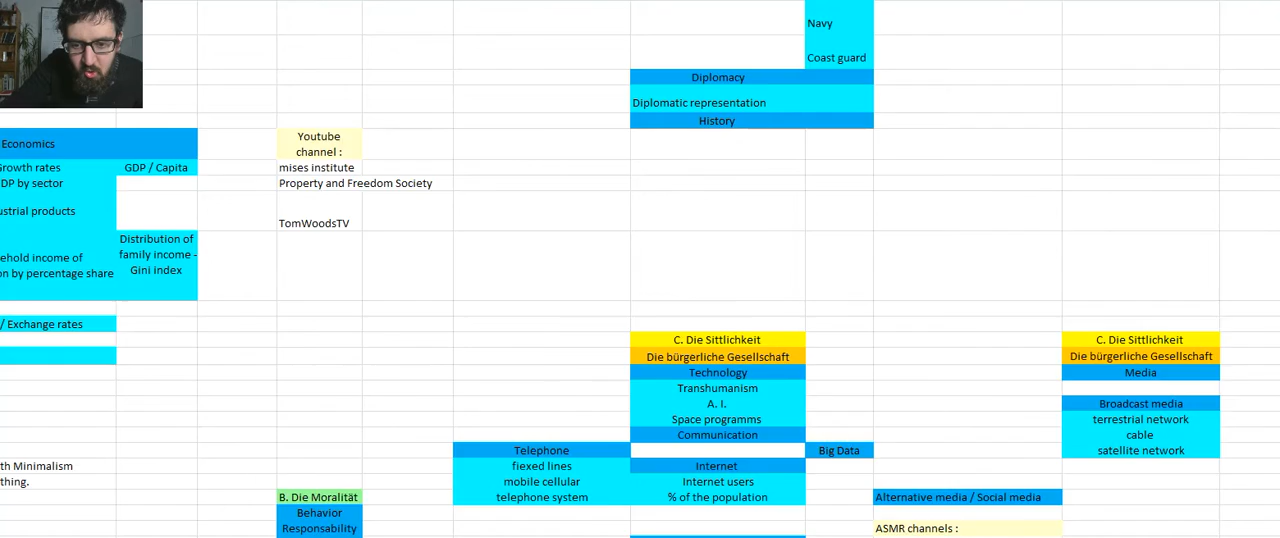 Navy
Coast guard
Diplomacy
Diplomatic representation
History
Economics
Growth rates
GDP / Capita
DP by sector
ustrial products
ehold income of
on by percentage share
Distribution of
family income -
Gini index
/ Exchange rates
Youtube
channel :
mises institute
Property and Freedom Society
TomWoodsTV
C. Die Sittlichkeit
Die bürgerliche Gesellschaft
Technology
Transhumanism
A. I.
Space programms
Communication
Telephone
fiexed lines
mobile cellular
telephone system
Internet
Internet users
% of the population
Big Data
C. Die Sittlichkeit
Die bürgerliche Gesellschaft
Media
Broadcast media
terrestrial network
cable
satellite network
Alternative media / Social media
ASMR channels :
th Minimalism
thing.
B. Die Moralität
Behavior
Responsability